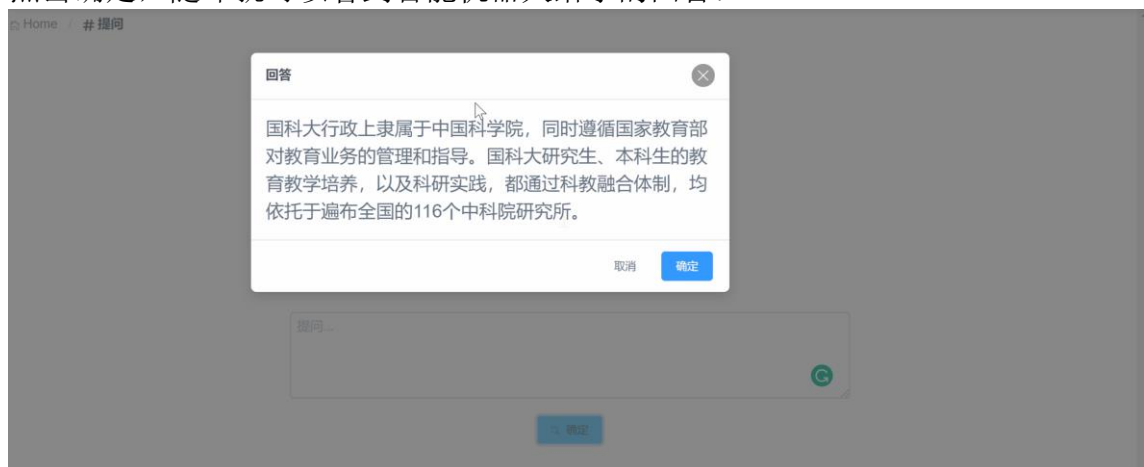 Home / # 提问
回答
国科大行政上隶属于中国科学院，同时遵循国家教育部
对教育业务的管理和指导。国科大研究生、本科生的教
育教学培养，以及科研实践，都通过科教融合体制，均
依托于遍布全国的116个中科院研究所。
取消 确定
提问...
确定